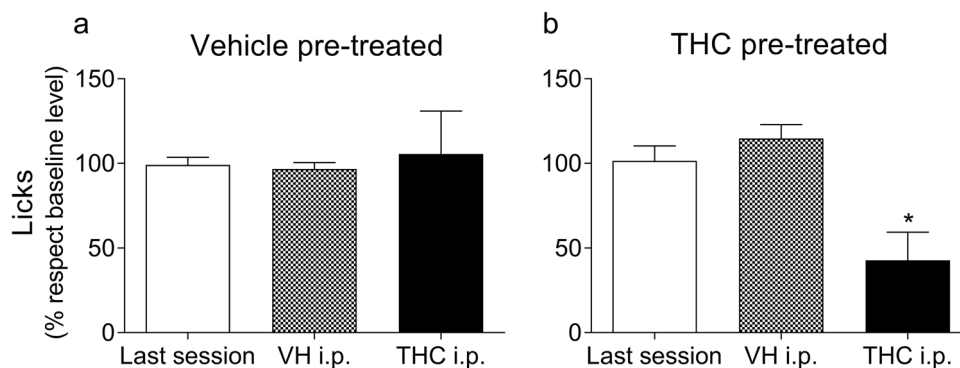 a
Vehicle pre-treated
Licks
(% respect baseline level)
150
100
50
0
Last session
VH i.p.
THC i.p.
b
THC pre-treated
150
100
50
0
*
Last session
VH i.p.
THC i.p.